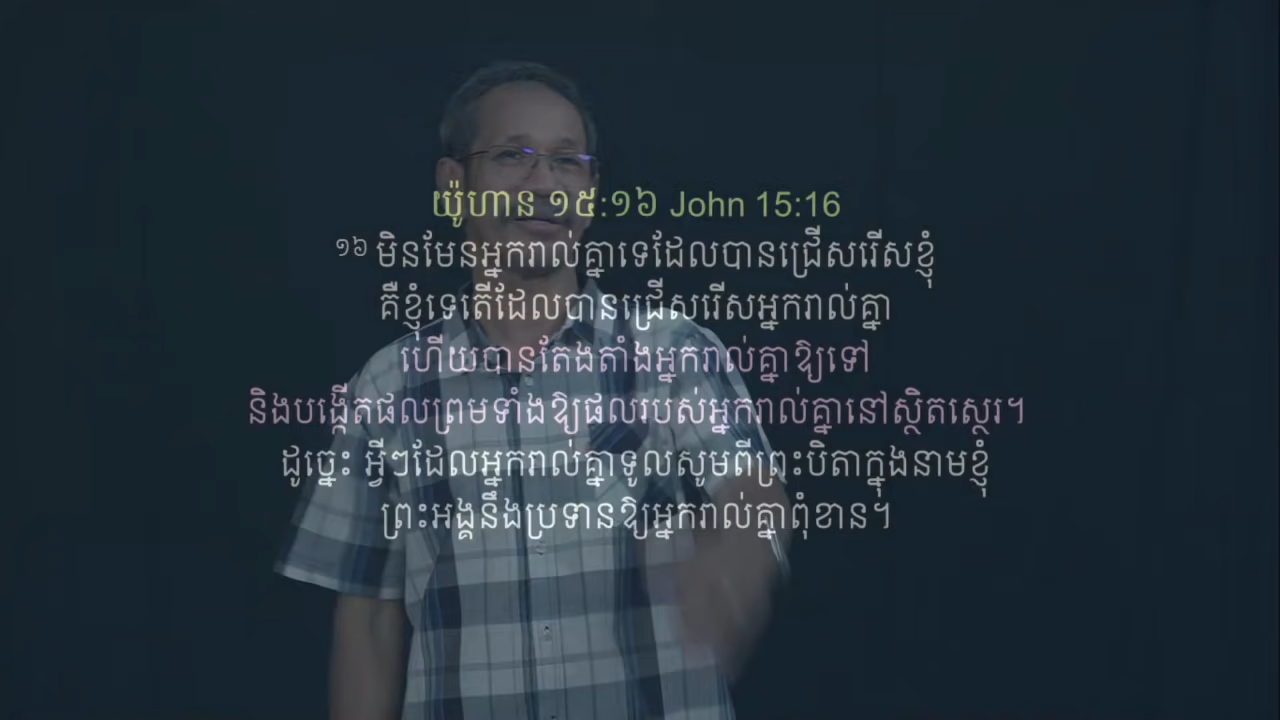 យ៉ូហាន ១៥:១៦ John 15:16
១៦ មិនមែនអ្នករាល់គ្នាទេដែលបានជ្រើសរើសខ្ញុំ
គឺខ្ញុំទេតើដែលបានជ្រើសរើសអ្នករាល់គ្នា
ហើយបានតែងតាំងអ្នករាល់គ្នាឱ្យទៅ
និងបង្កើតផលព្រមទាំងឱ្យផលរបស់អ្នករាល់គ្នានៅស្ថិតស្ថេរ។
ដូច្នេះ អ្វីៗដែលអ្នករាល់គ្នាទូលសូមពីព្រះបិតាក្នុងនាមខ្ញុំ
ព្រះអង្គនឹងប្រទានឱ្យអ្នករាល់គ្នាពុំខាន។